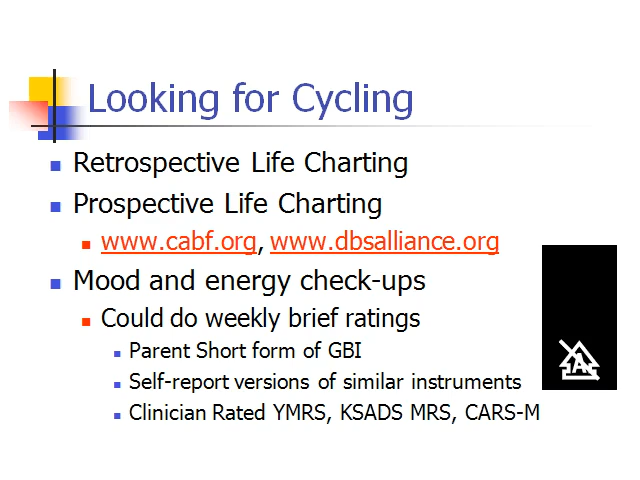 Looking for Cycling
Retrospective Life Charting
Prospective Life Charting
www.cabf.org, www.dbsalliance.org
Mood and energy check-ups
Could do weekly brief ratings
Parent Short form of GBI
Self-report versions of similar instruments
Clinician Rated YMRS, KSADS MRS, CARS-M
A